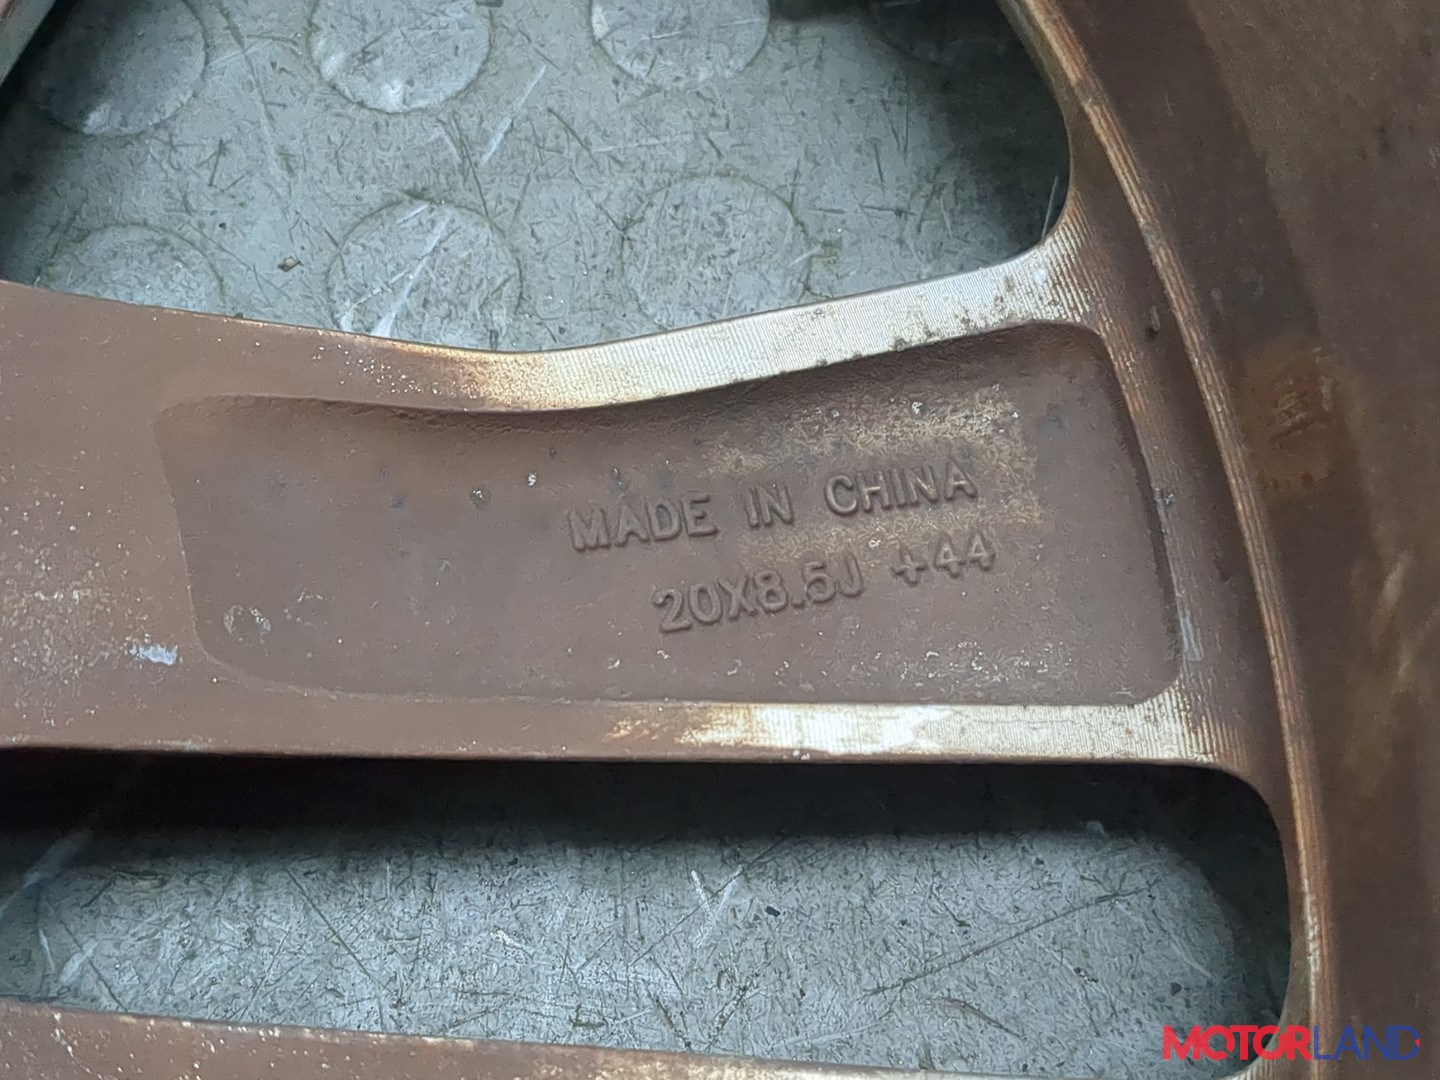 MADE IN CHINA
20X8.5J +44
MOTORLAND